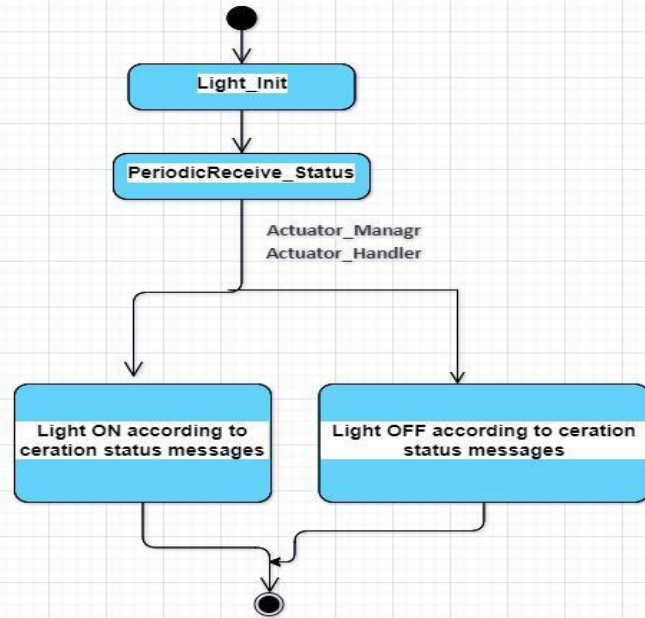 Light_Init
PeriodicReceive_Status
Actuator_Managr
Actuator_Handler
Light ON according to
ceration status messages
Light OFF according to ceration
status messages